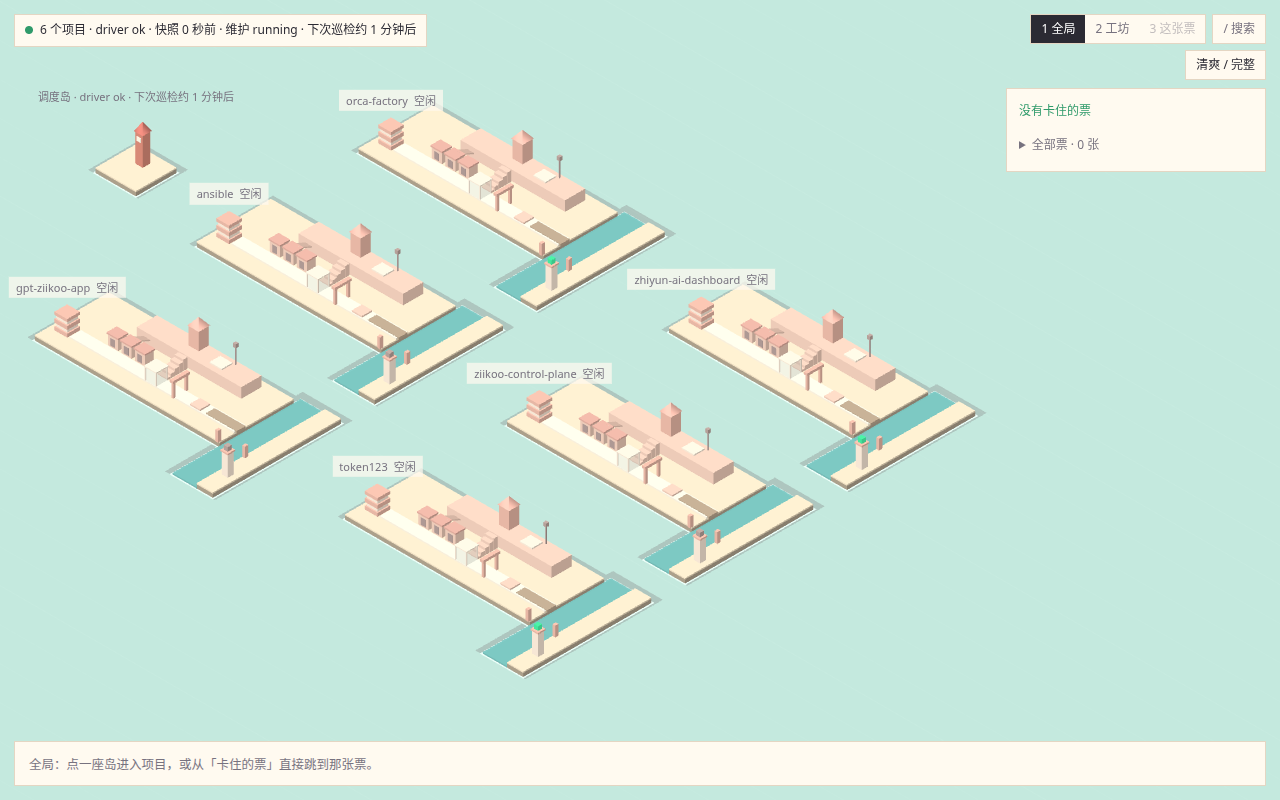 6 个项目 · driver ok · 快照 0 秒前 · 维护 running · 下次巡检约 1 分钟后
1 全局 2 工坊 3 这张票 / 搜索
清爽 / 完整
没有卡住的票
▶ 全部票 · 0 张
调度岛 · driver ok · 下次巡检约 1 分钟后
orca-factory 空闲
ansible 空闲
gpt-ziikoo-app 空闲
zhiyun-ai-dashboard 空闲
ziikoo-control-plane 空闲
token123 空闲
全局：点一座岛进入项目，或从「卡住的票」直接跳到那张票。